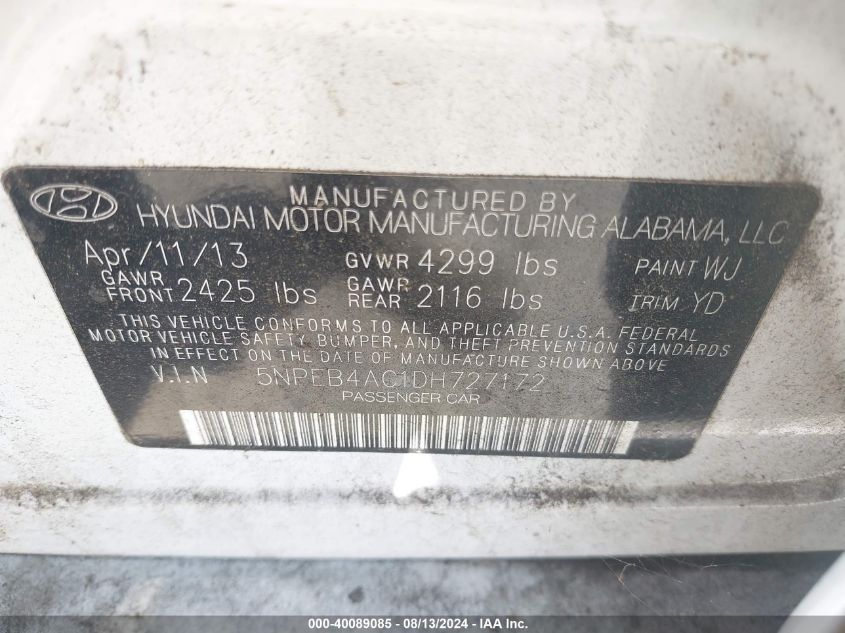 MANUFACTURED BY
HYUNDAI MOTOR MANUFACTURING ALABAMA, LLC
Apr/11/13 GVWR 4299 lbs PAINT WJ
GAWR FRONT 2425 lbs GAWR REAR 2116 lbs TRIM YD
THIS VEHICLE CONFORMS TO ALL APPLICABLE U.S.A. FEDERAL
MOTOR VEHICLE SAFETY, BUMPER, AND THEFT PREVENTION STANDARDS
IN EFFECT ON THE DATE OF MANUFACTURE SHOWN ABOVE.
V.I.N 5NPEB4AC1DH727172
PASSENGER CAR
000-40089085 - 08/13/2024 - IAA Inc.